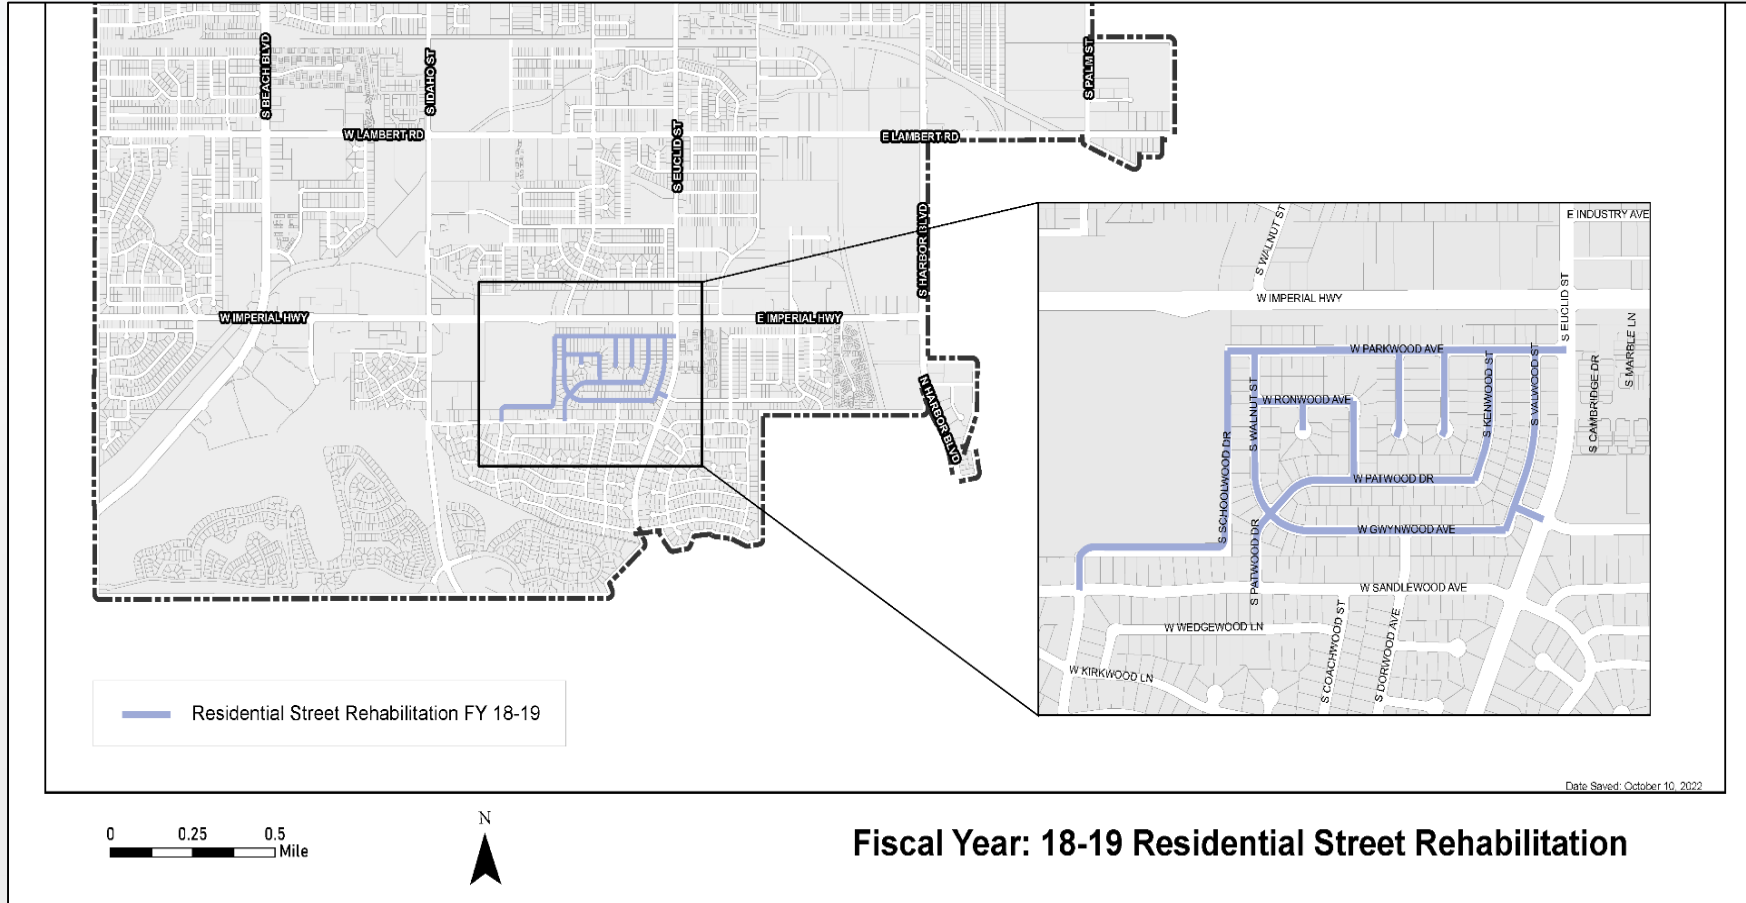 S BEACH BLVD
S IDAHO ST
S PALM ST
W LAMBERT RD
E LAMBERT RD
S EUCLID ST
S HARBOR BLVD
W IMPERIAL HWY
E IMPERIAL HWY
N HARBOR BLVD
E INDUSTRY AVE
S WALNUT ST
W IMPERIAL HWY
S EUCLID ST
S MARBLE LN
W PARKWOOD AVE
S CAMBRIDGE DR
S VALWOOD ST
S KENWOOD ST
S WALNUT ST
W RONWOOD AVE
S SCHOOLWOOD DR
W PATWOOD DR
W GWYNWOOD AVE
S PATWOOD DR
W SANDLEWOOD AVE
W WEDGEWOOD LN
S COACHWOOD ST
S DORWOOD AVE
W KIRKWOOD LN
Residential Street Rehabilitation FY 18-19
Date Saved: October 10, 2022
0 0.25 0.5
Mile
N
Fiscal Year: 18-19 Residential Street Rehabilitation